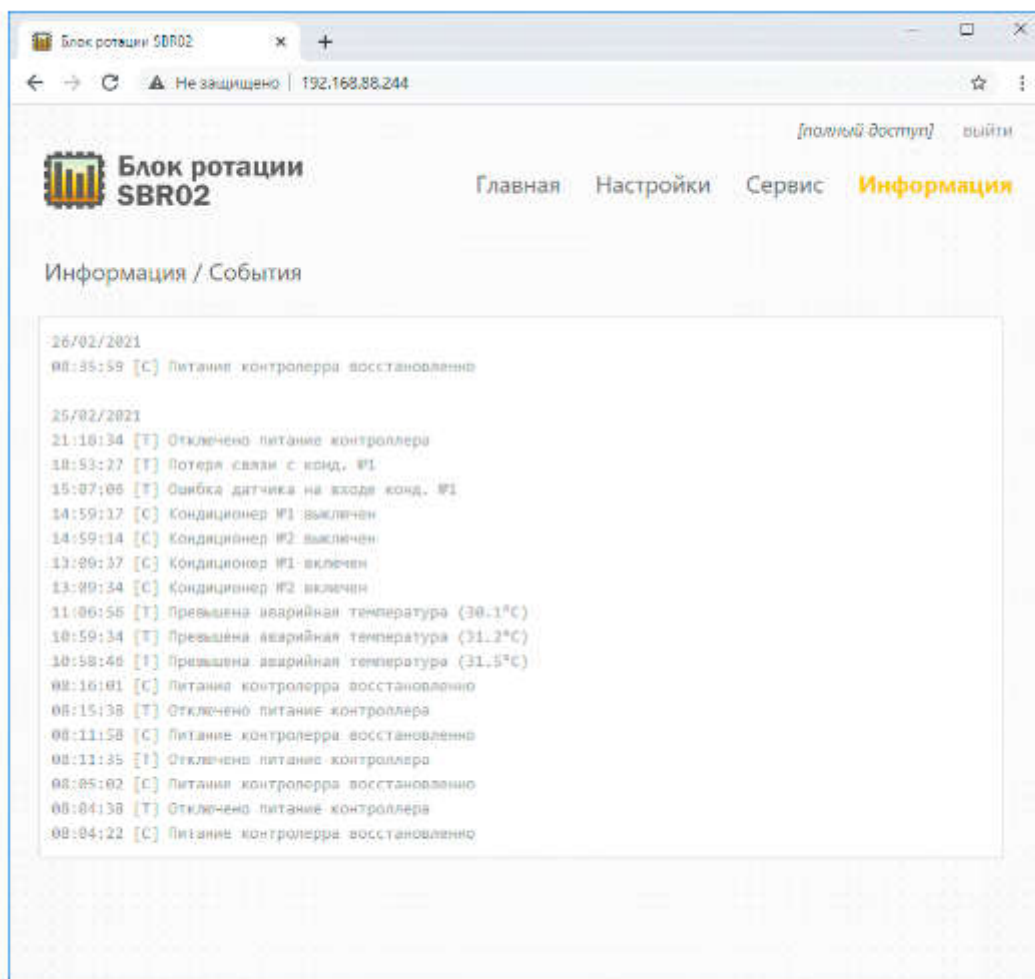 Блок ротации SBR02
Не защищено 192.168.88.244
[полный доступ] выйти
Блок ротации
SBR02
Главная Настройки Сервис Информация
Информация / События
26/02/2021
08:35:59 [C] Питание контролерра восстановленно
25/02/2021
21:18:34 [T] Отключено питание контроллера
18:53:27 [T] Потеря связи с конд. №1
15:07:06 [T] Ошибка датчика на входе конд. №1
14:59:17 [C] Кондиционер №1 выключен
14:59:14 [C] Кондиционер №2 выключен
13:09:37 [C] Кондиционер №1 включен
13:09:34 [C] Кондиционер №2 включен
11:06:56 [T] Превышена аварийная температура (30.1°C)
10:59:34 [T] Превышена аварийная температура (31.2°C)
10:58:46 [T] Превышена аварийная температура (31.5°C)
08:16:01 [C] Питание контролерра восстановленно
08:15:38 [T] Отключено питание контроллера
08:11:58 [C] Питание контролерра восстановленно
08:11:35 [T] Отключено питание контроллера
08:05:02 [C] Питание контролерра восстановленно
08:04:38 [T] Отключено питание контроллера
08:04:22 [C] Питание контролерра восстановленно